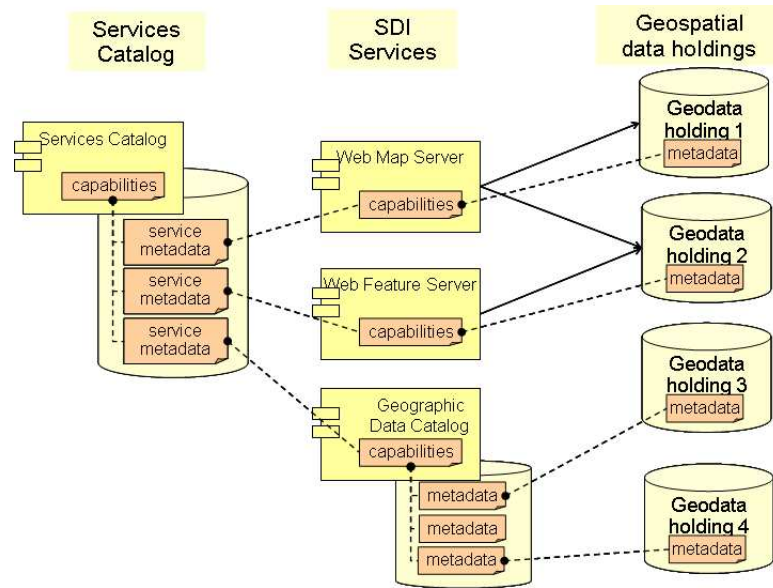 Services
Catalog
SDI
Services
Geospatial
data holdings
Services Catalog
capabilities
service
metadata
service
metadata
service
metadata
Web Map Server
capabilities
Web Feature Server
capabilities
Geographic
Data Catalog
capabilities
metadata
metadata
metadata
Geodata
holding 1
metadata
Geodata
holding 2
metadata
Geodata
holding 3
metadata
Geodata
holding 4
metadata